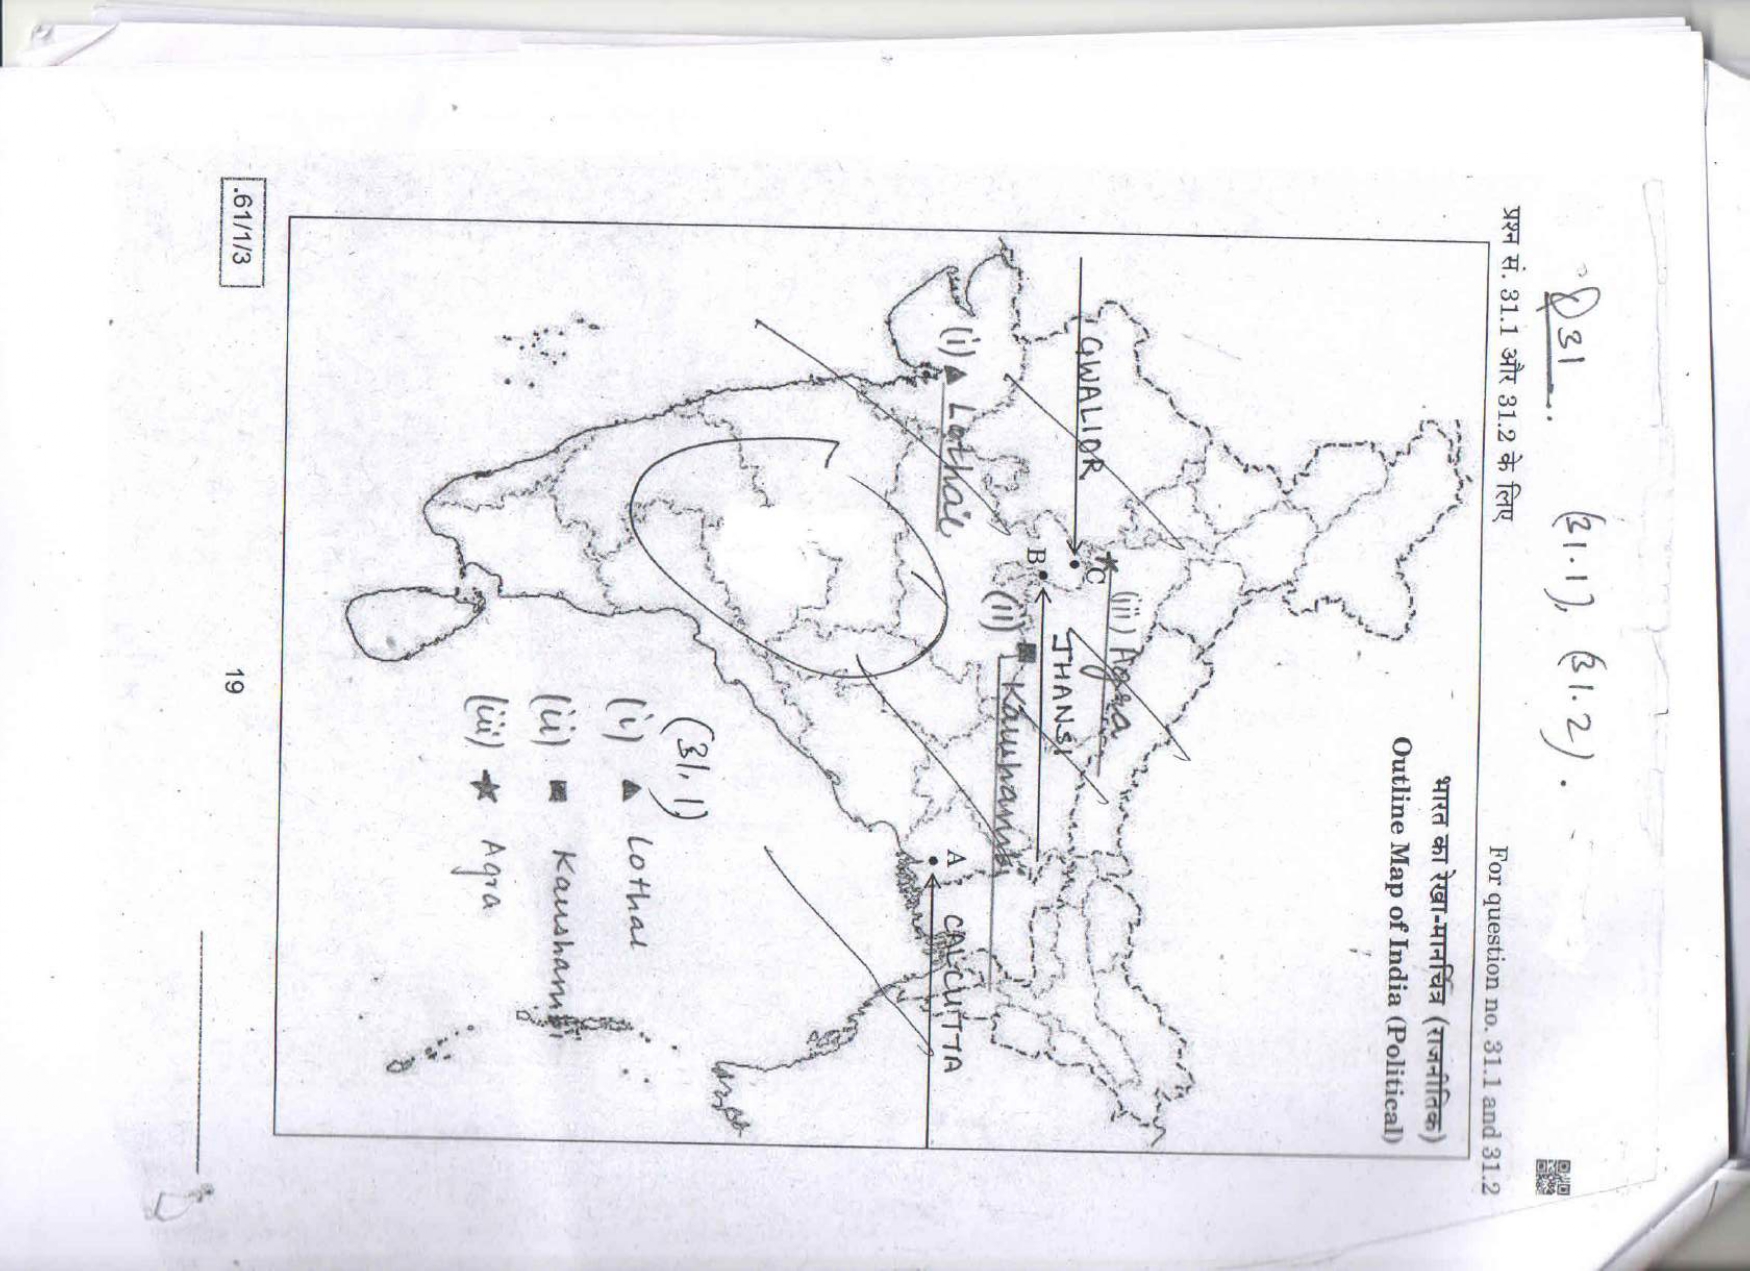 Q 31 (31.1), (31.2).
प्रश्न सं. 31.1 और 31.2 के लिए
For question no. 31.1 and 31.2
भारत का रेखा-मानचित्र (राजनीतिक)
Outline Map of India (Political)
(iii) Agra
C
GWALIOR
B
JHANSI
(ii) Kaushambi
(i) Lothal
A CALCUTTA
(31.1)
(i) Lothal
(ii) Kaushambi
(iii) Agra
.61/1/3
19